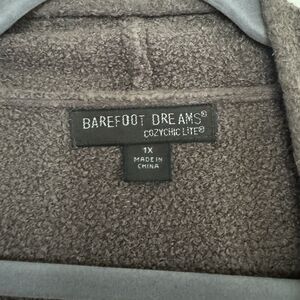 BAREFOOT DREAMS®
COZYCHIC LITE®
1X
MADE IN
CHINA